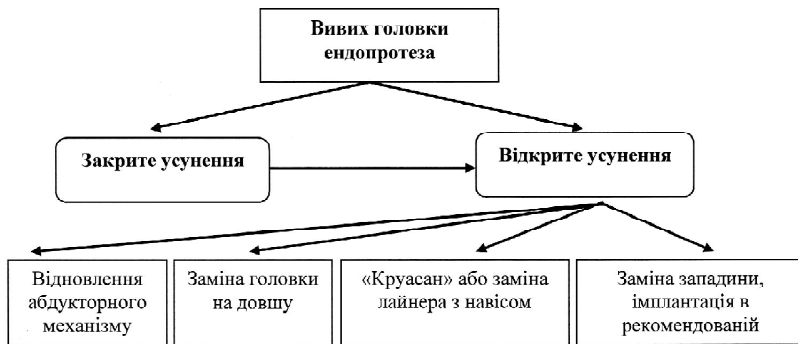 Вивих головки
ендопротеза
Закрите усунення
Відкрите усунення
Відновлення
абдукторного
механізму
Заміна головки
на довшу
«Круасан» або заміна
лайнера з навісом
Заміна западини,
імплантація в
рекомендованій